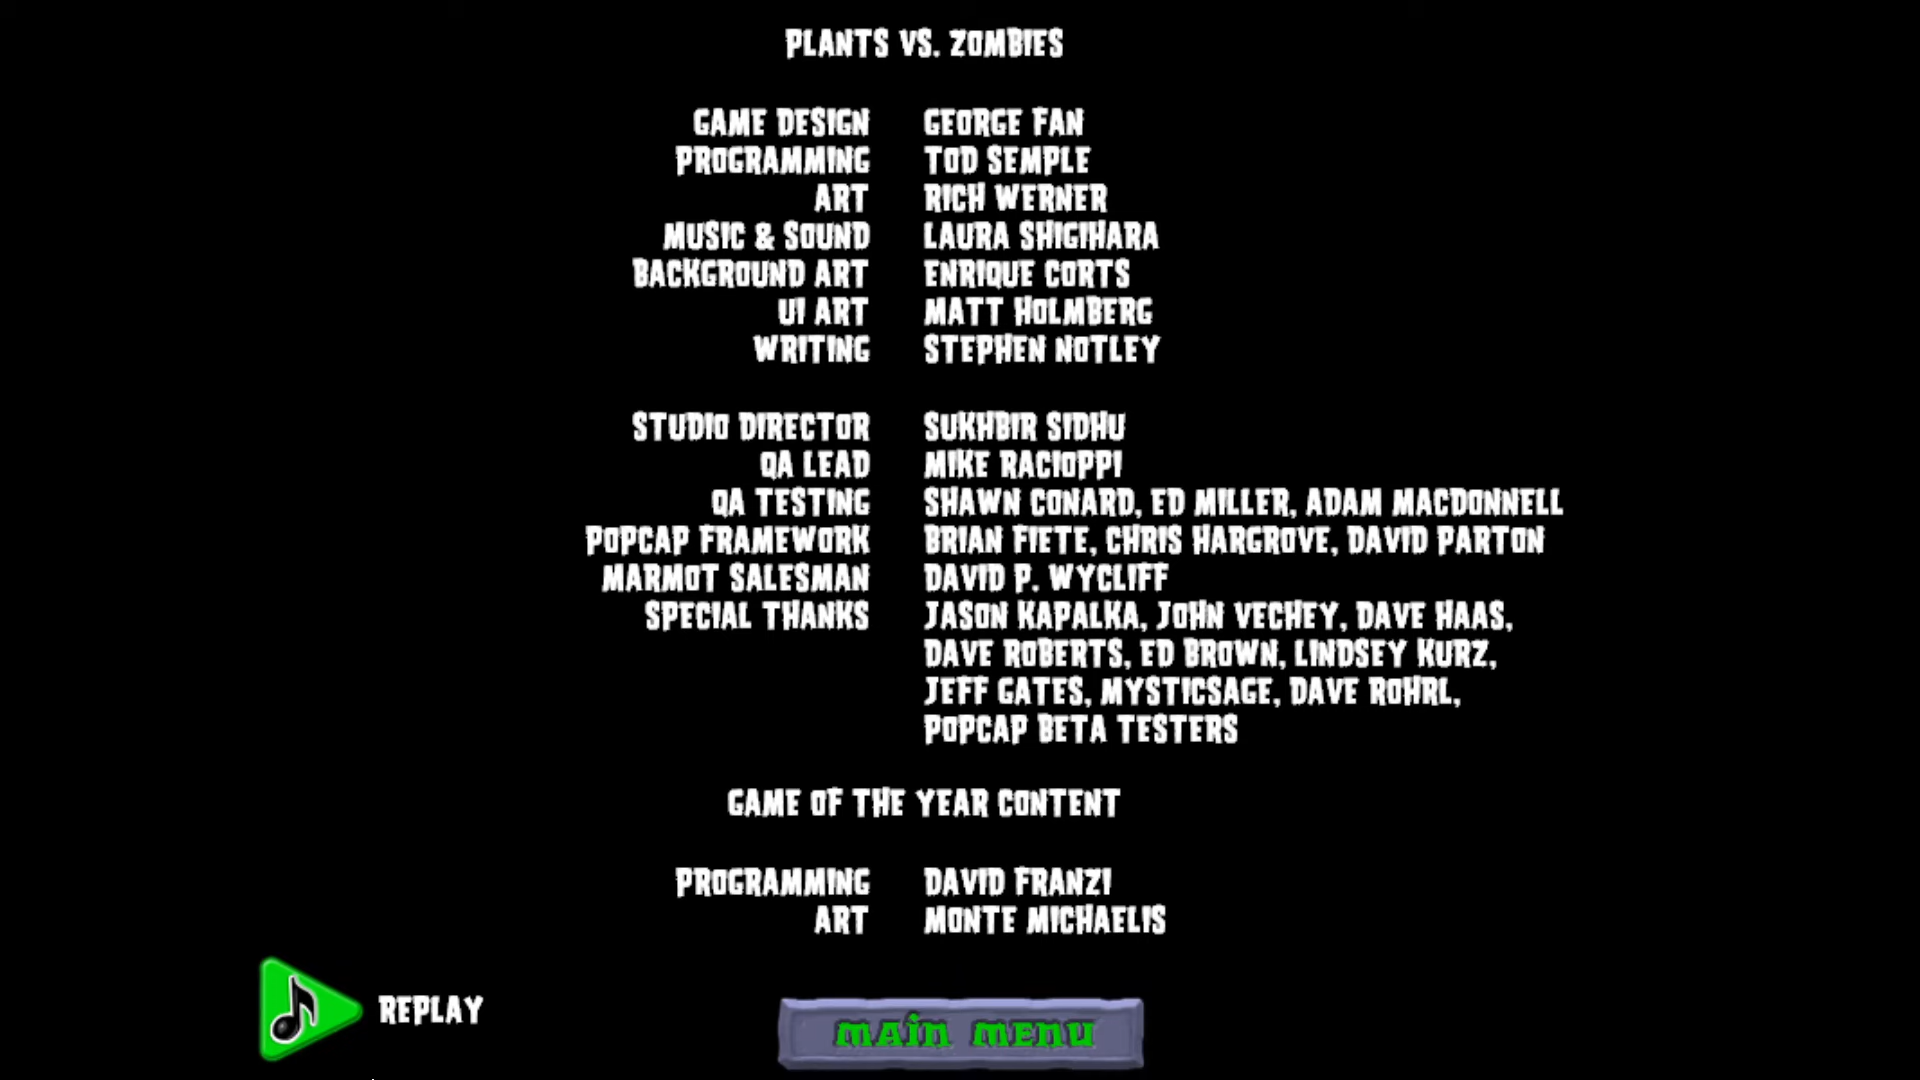 PLANTS VS. ZOMBIES
GAME DESIGN GEORGE FAN
PROGRAMMING TOD SEMPLE
ART RICH WERNER
MUSIC & SOUND LAURA SHIGIHARA
BACKGROUND ART ENRIQUE CORTS
UI ART MATT HOLMBERG
WRITING STEPHEN NOTLEY
STUDIO DIRECTOR SUKHBIR SIDHU
QA LEAD MIKE RACIOPPI
QA TESTING SHAWN CONARD, ED MILLER, ADAM MACDONNELL
POPCAP FRAMEWORK BRIAN FIETE, CHRIS HARGROVE, DAVID PARTON
MARMOT SALESMAN DAVID P. WYCLIFF
SPECIAL THANKS JASON KAPALKA, JOHN VECHEY, DAVE HAAS,
DAVE ROBERTS, ED BROWN, LINDSEY KURZ,
JEFF GATES, MYSTICSAGE, DAVE ROHRL,
POPCAP BETA TESTERS
GAME OF THE YEAR CONTENT
PROGRAMMING DAVID FRANZI
ART MONTE MICHAELIS
REPLAY
MAIN MENU